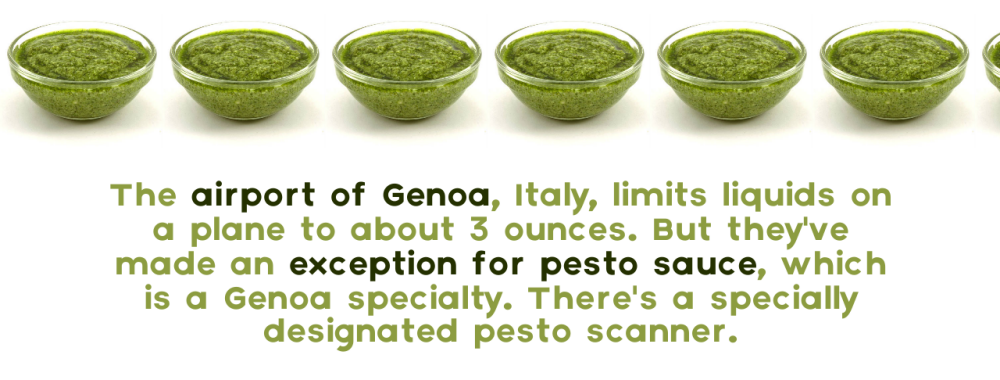 The airport of Genoa, Italy, limits liquids on
a plane to about 3 ounces. But they've
made an exception for pesto sauce, which
is a Genoa specialty. There's a specially
designated pesto scanner.